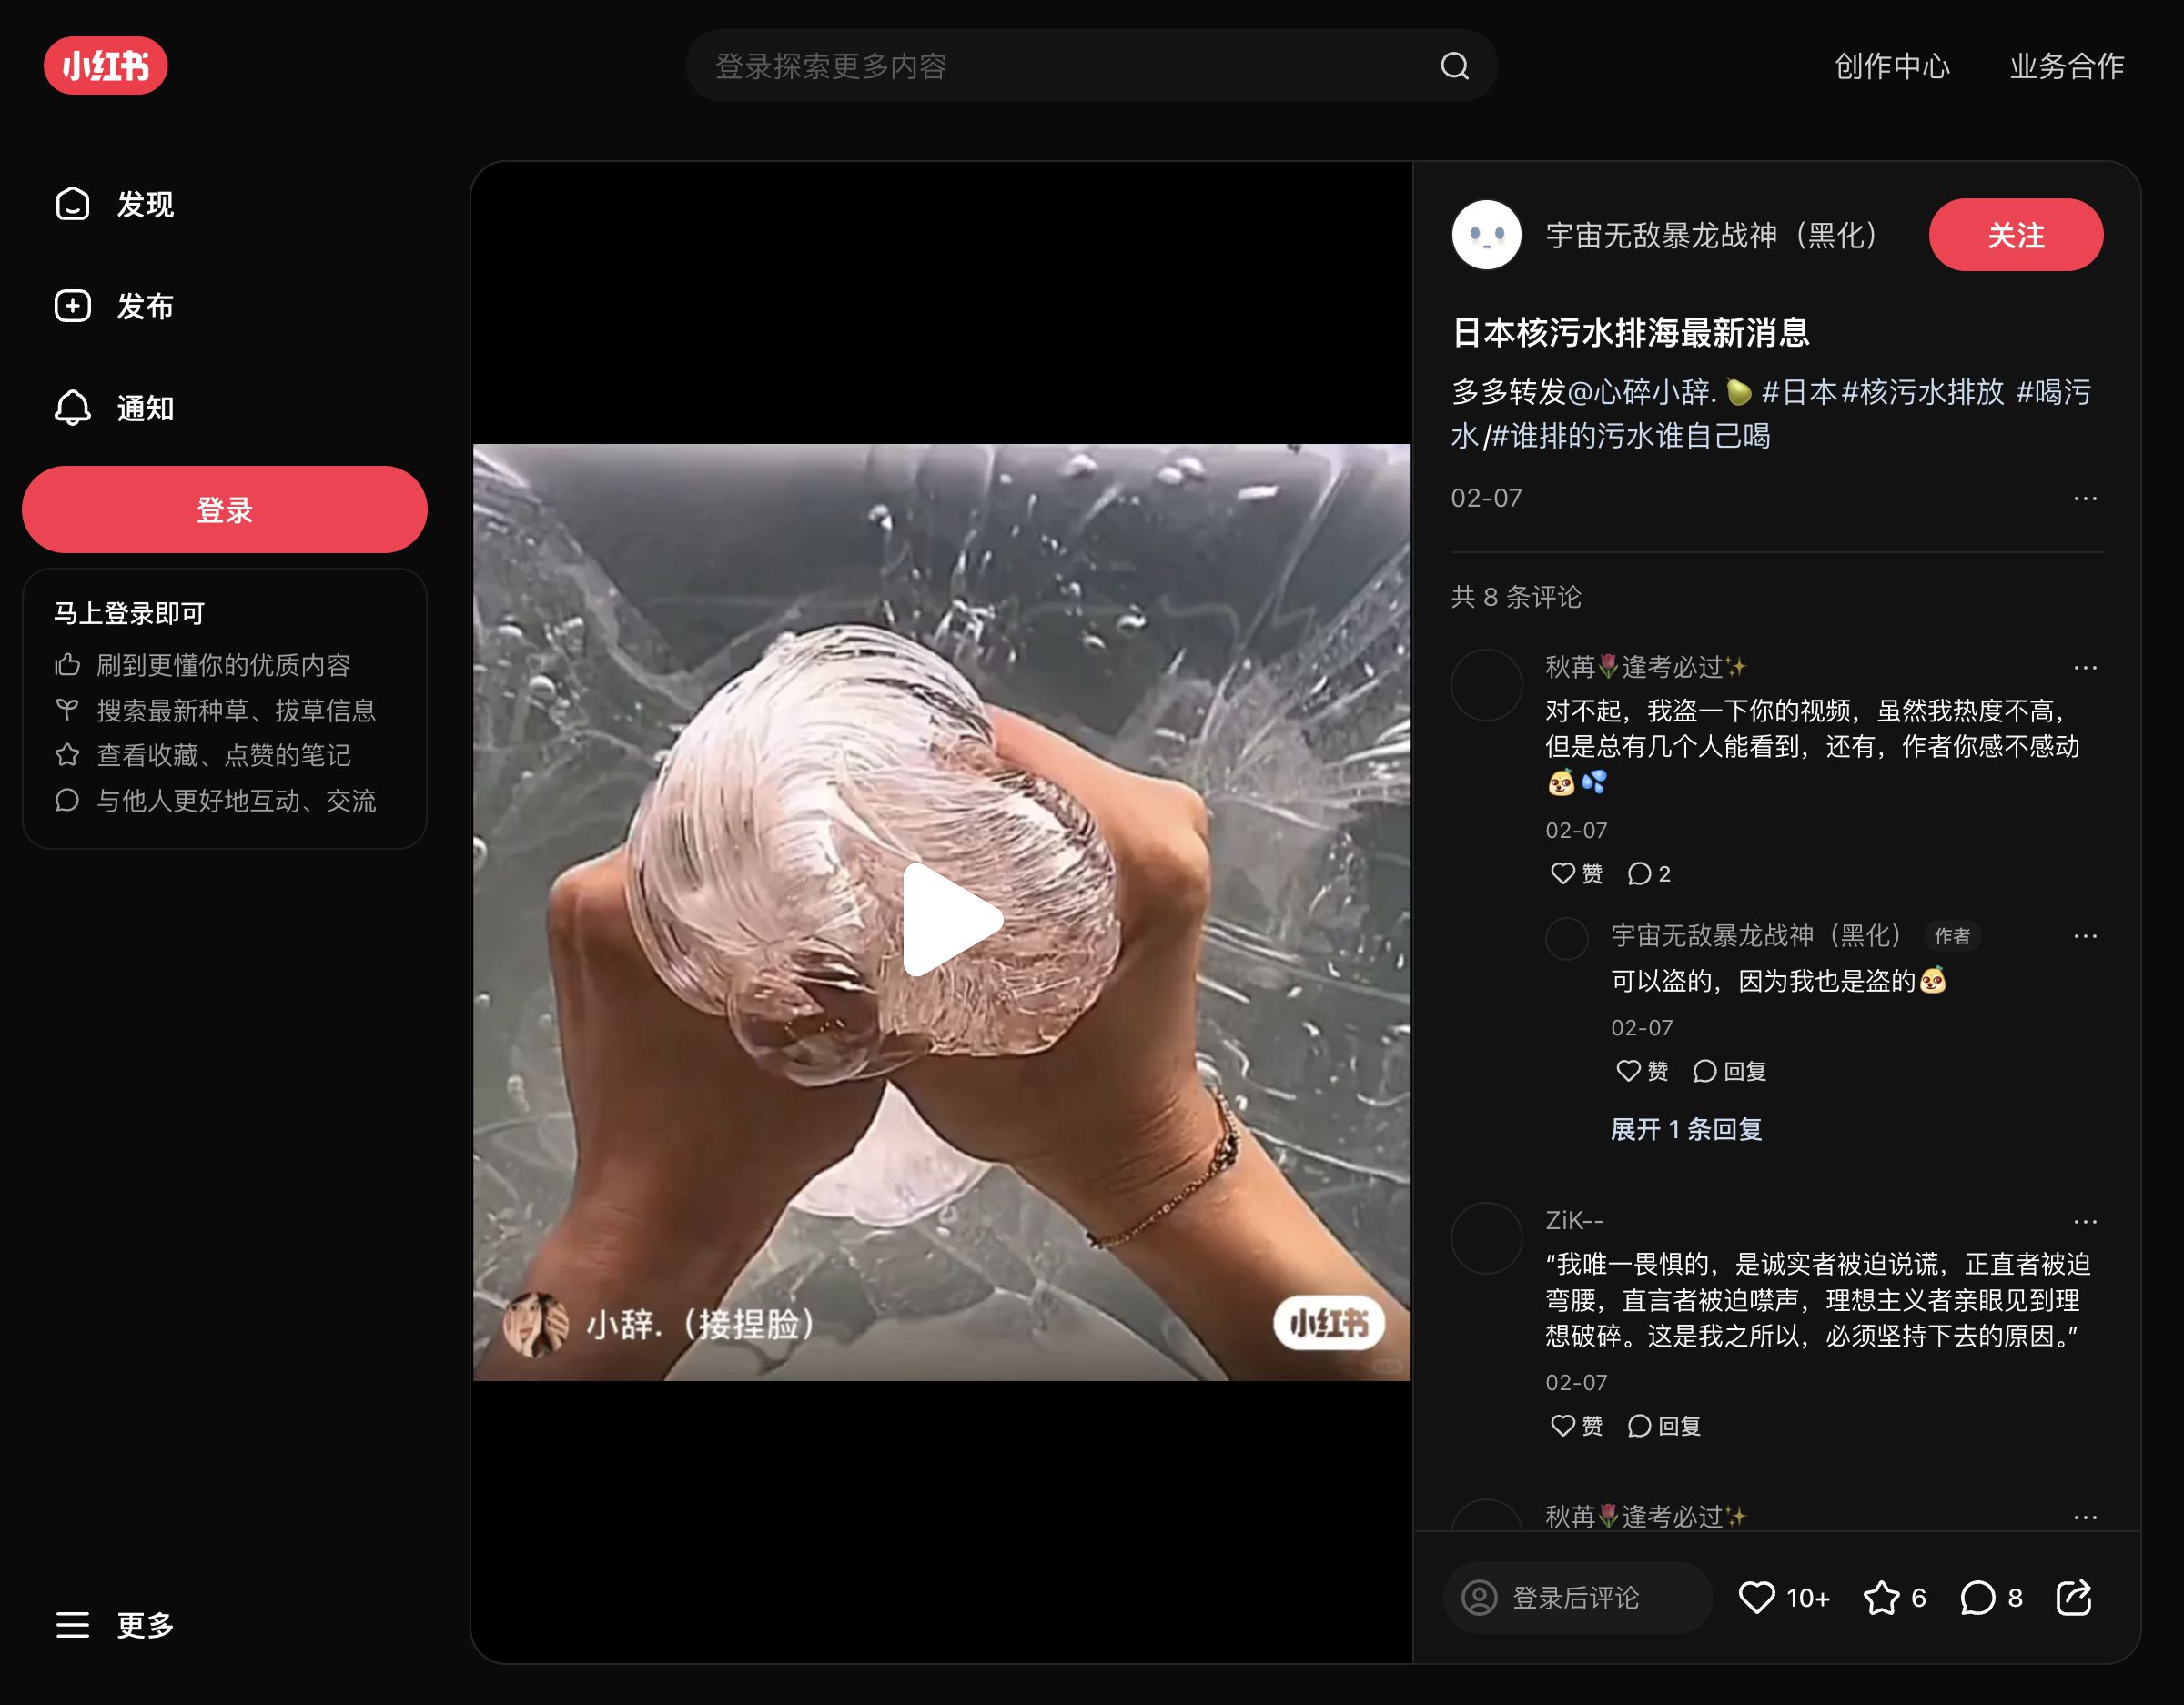 小红书
登录探索更多内容
创作中心
业务合作
发现
发布
通知
登录
马上登录即可
刷到更懂你的优质内容
搜索最新种草、拔草信息
查看收藏、点赞的笔记
与他人更好地互动、交流
更多
小辞.（接捏脸）
小红书
宇宙无敌暴龙战神（黑化）
关注
日本核污水排海最新消息
多多转发@心碎小辞.🍐 #日本#核污水排放 #喝污
水/#谁排的污水谁自己喝
02-07
共 8 条评论
秋苒🌷逢考必过✨
对不起，我盗一下你的视频，虽然我热度不高，
但是总有几个人能看到，还有，作者你感不感动
💦
02-07
赞 2
宇宙无敌暴龙战神（黑化） 作者
可以盗的，因为我也是盗的
02-07
赞 回复
展开 1 条回复
ZiK--
“我唯一畏惧的，是诚实者被迫说谎，正直者被迫
弯腰，直言者被迫噤声，理想主义者亲眼见到理
想破碎。这是我之所以，必须坚持下去的原因。”
02-07
赞 回复
秋苒🌷逢考必过✨
登录后评论
10+ 6 8